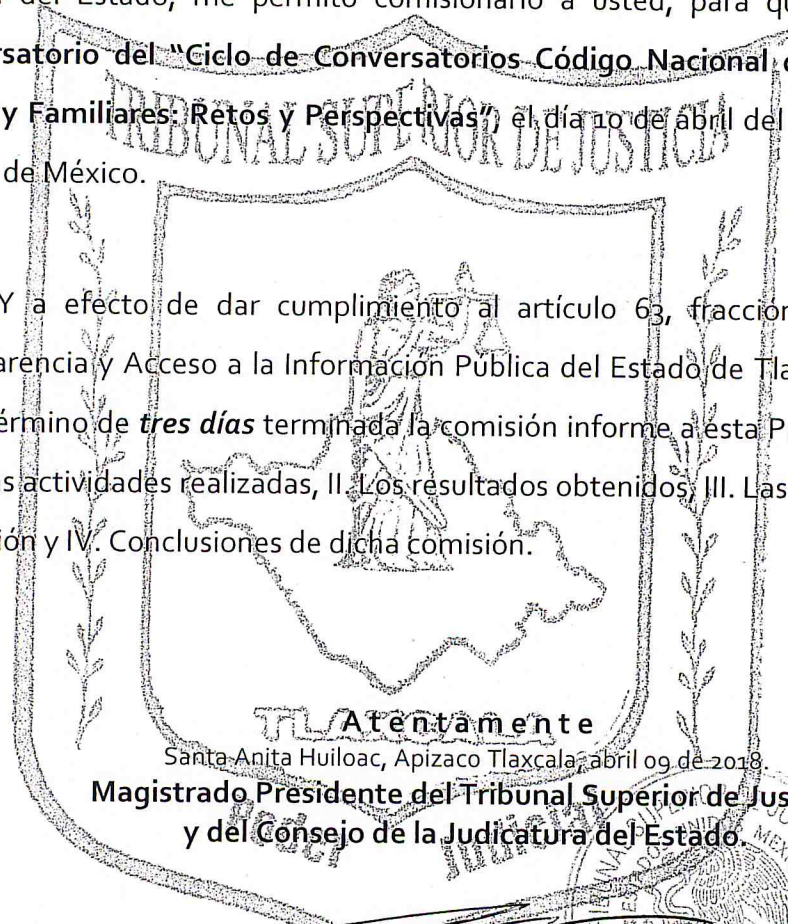 del Estado, me permito comisionarlo a usted, para
rsatorio del "Ciclo de Conversatorios Código Nacional
y Familiares: Retos y Perspectivas", el día 10 de abril del
de México.
TRIBUNAL SUPERIOR DE JUSTICIA
Y a efecto de dar cumplimiento al artículo 63, fracción
arencia y Acceso a la Información Pública del Estado de Tla
érmino de tres días terminada la comisión informe a esta P
s actividades realizadas, II. Los resultados obtenidos, III. Las
ión y IV. Conclusiones de dicha comisión.
Atentamente
Santa Anita Huiloac, Apizaco Tlaxcala, abril 09 de 2018.
Magistrado Presidente del Tribunal Superior de Jus
y del Consejo de la Judicatura del Estado.
Poder Judicial